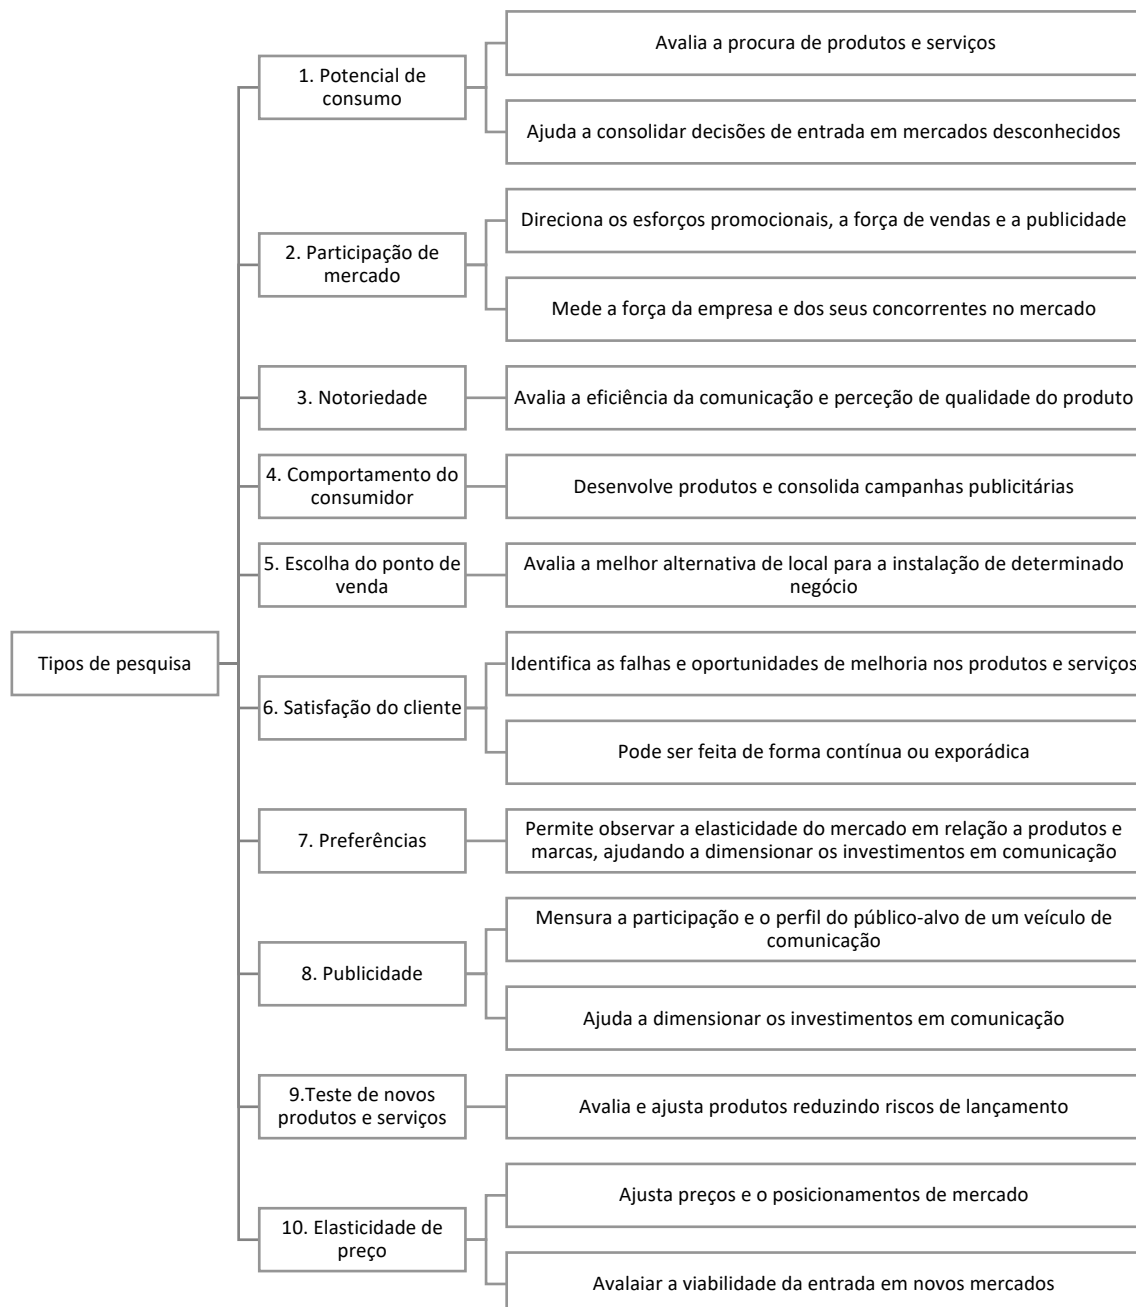 Tipos de pesquisa
1. Potencial de
consumo
Avalia a procura de produtos e serviços
Ajuda a consolidar decisões de entrada em mercados desconhecidos
2. Participação de
mercado
Direciona os esforços promocionais, a força de vendas e a publicidade
Mede a força da empresa e dos seus concorrentes no mercado
3. Notoriedade
Avalia a eficiência da comunicação e perceção de qualidade do produto
4. Comportamento do
consumidor
Desenvolve produtos e consolida campanhas publicitárias
5. Escolha do ponto de
venda
Avalia a melhor alternativa de local para a instalação de determinado
negócio
6. Satisfação do cliente
Identifica as falhas e oportunidades de melhoria nos produtos e serviços
Pode ser feita de forma contínua ou exporádica
7. Preferências
Permite observar a elasticidade do mercado em relação a produtos e
marcas, ajudando a dimensionar os investimentos em comunicação
8. Publicidade
Mensura a participação e o perfil do público-alvo de um veículo de
comunicação
Ajuda a dimensionar os investimentos em comunicação
9.Teste de novos
produtos e serviços
Avalia e ajusta produtos reduzindo riscos de lançamento
10. Elasticidade de
preço
Ajusta preços e o posicionamentos de mercado
Avalaiar a viabilidade da entrada em novos mercados